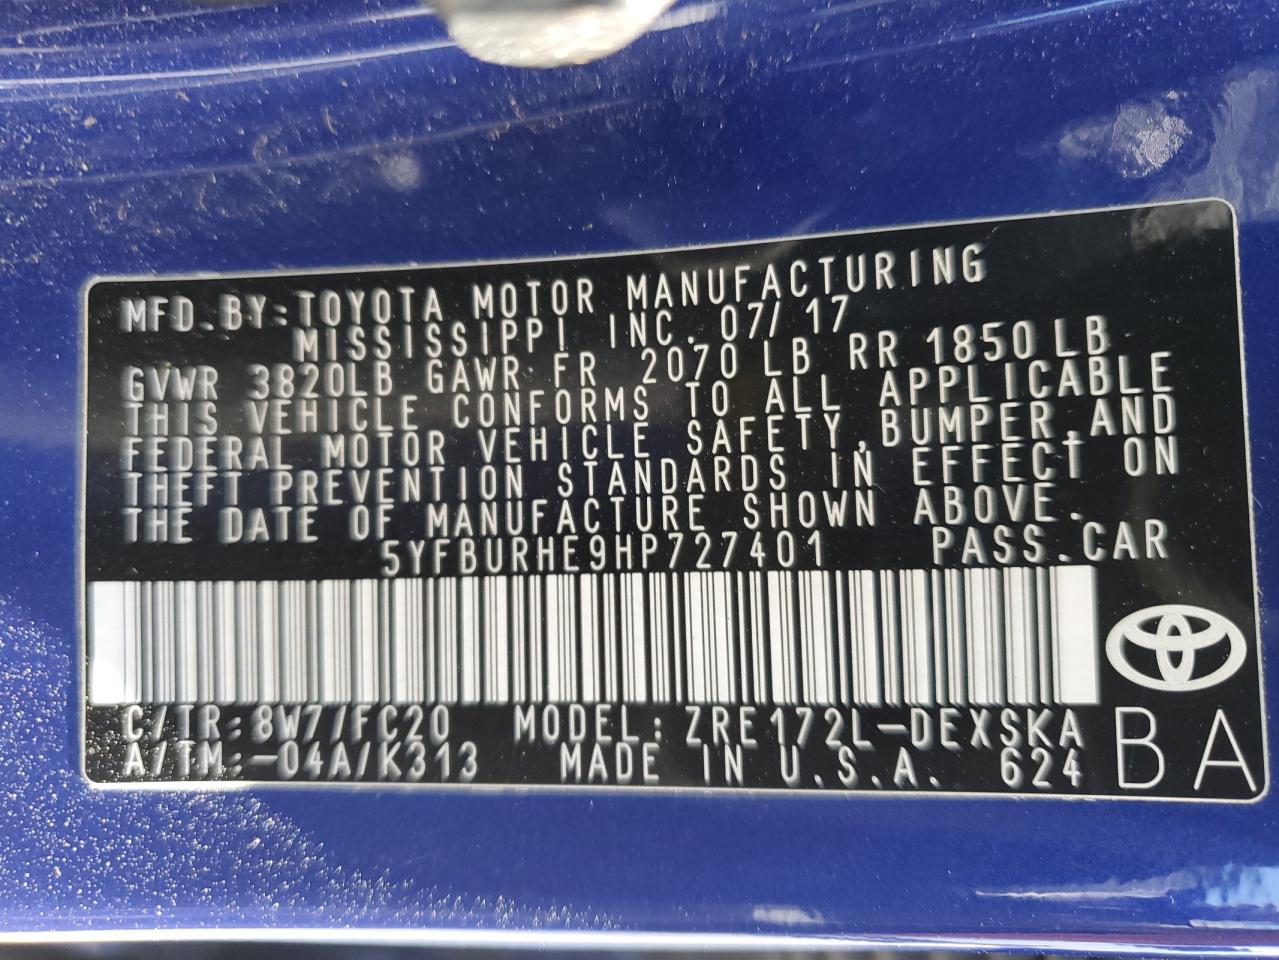 MFD.BY:TOYOTA MOTOR MANUFACTURING
MISSISSIPPI INC. 07/17
GVWR 3820LB GAWR FR 2070 LB RR 1850 LB
THIS VEHICLE CONFORMS TO ALL APPLICABLE
FEDERAL MOTOR VEHICLE SAFETY,BUMPER,AND
THEFT PREVENTION STANDARDS IN EFFECT ON
THE DATE OF MANUFACTURE SHOWN ABOVE.
5YFBURHE9HP727401 PASS.CAR
C/TR:8W7/FC20 MODEL:ZRE172L-DEXSKA
A/TM:-04A/K313 MADE IN U.S.A. 624
BA